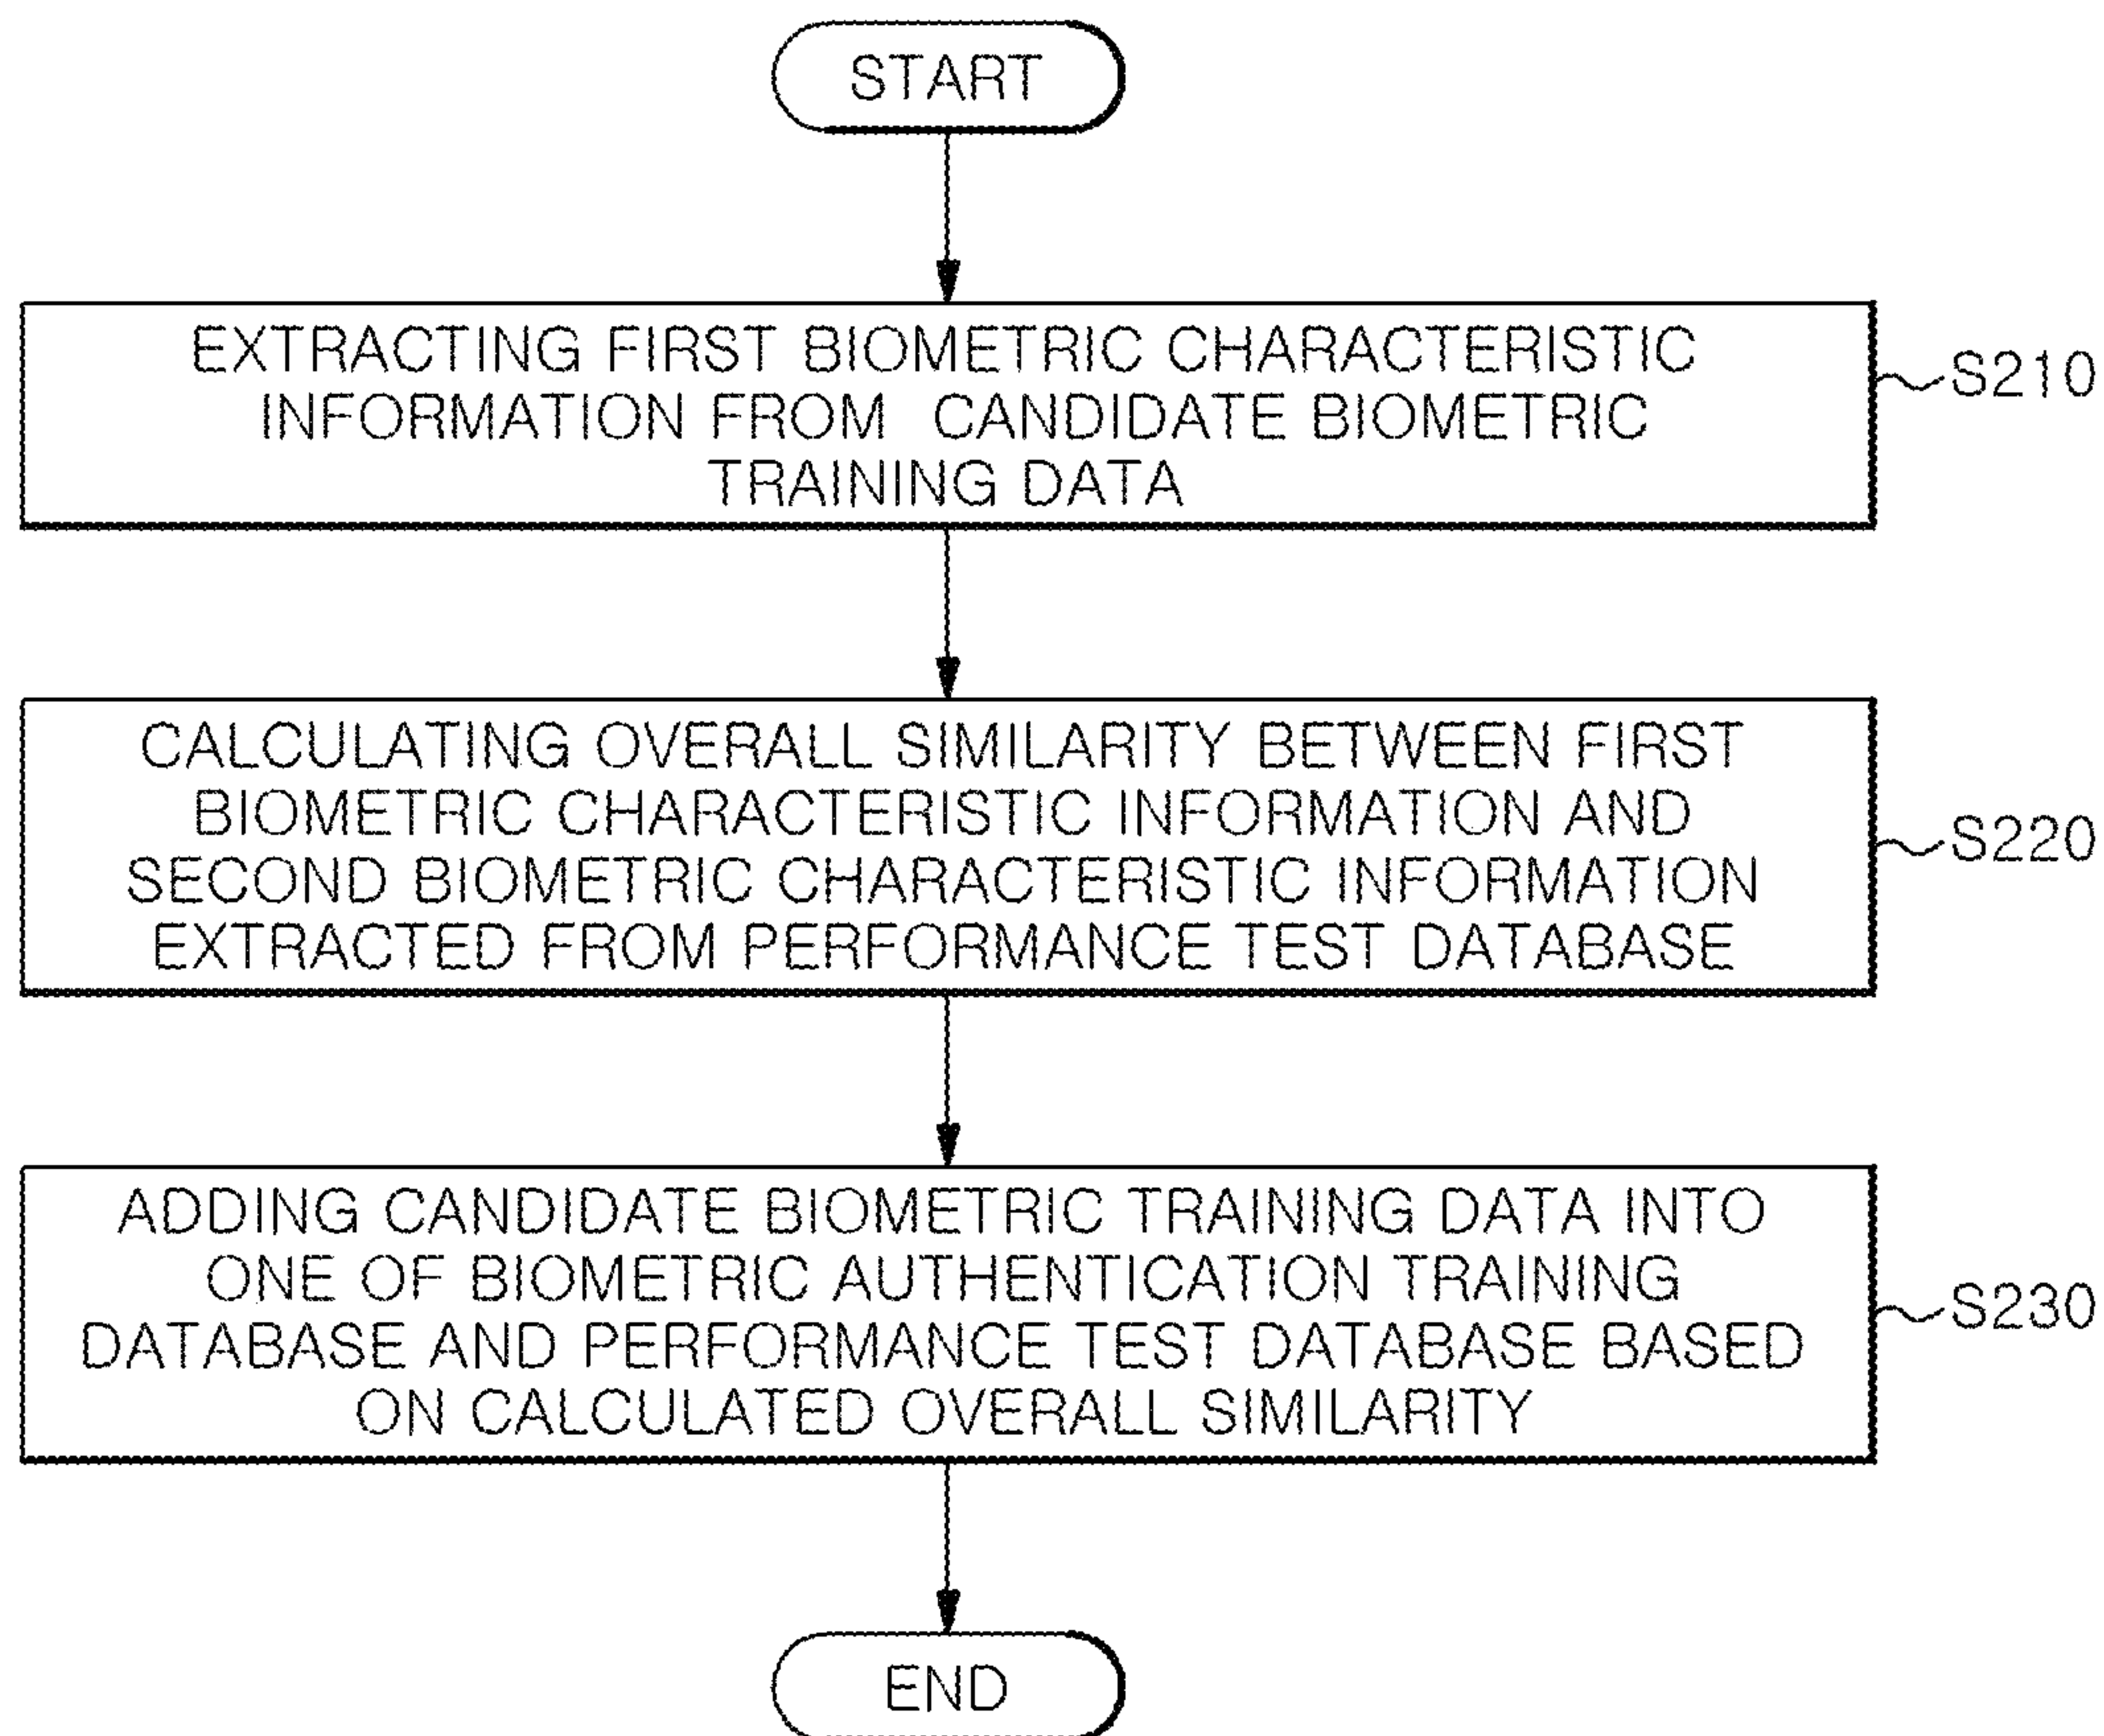 START
EXTRACTING FIRST BIOMETRIC CHARACTERISTIC
INFORMATION FROM CANDIDATE BIOMETRIC
TRAINING DATA
S210
CALCULATING OVERALL SIMILARITY BETWEEN FIRST
BIOMETRIC CHARACTERISTIC INFORMATION AND
SECOND BIOMETRIC CHARACTERISTIC INFORMATION
EXTRACTED FROM PERFORMANCE TEST DATABASE
S220
ADDING CANDIDATE BIOMETRIC TRAINING DATA INTO
ONE OF BIOMETRIC AUTHENTICATION TRAINING
DATABASE AND PERFORMANCE TEST DATABASE BASED
ON CALCULATED OVERALL SIMILARITY
S230
END